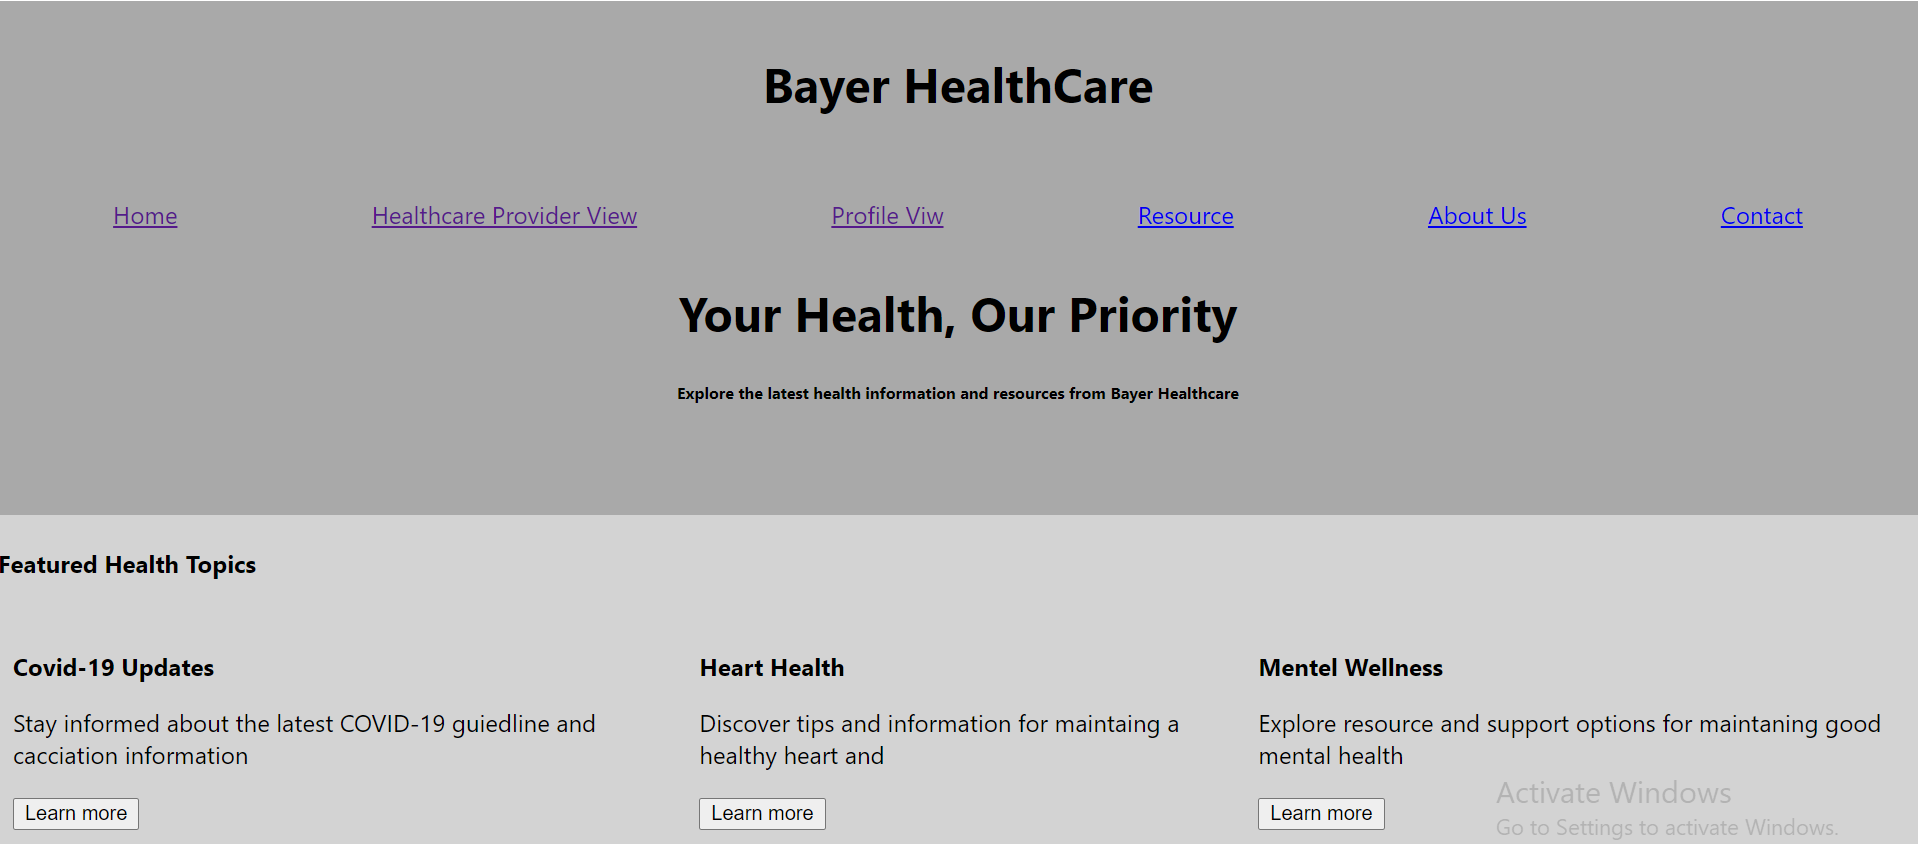 Bayer HealthCare
Home Healthcare Provider View Profile Viw Resource About Us Contact
Your Health, Our Priority
Explore the latest health information and resources from Bayer Healthcare
Featured Health Topics
Covid-19 Updates
Stay informed about the latest COVID-19 guiedline and
cacciation information
Learn more
Heart Health
Discover tips and information for maintaing a
healthy heart and
Learn more
Mentel Wellness
Explore resource and support options for maintaning good
mental health
Learn more
Activate Windows
Go to Settings to activate Windows.